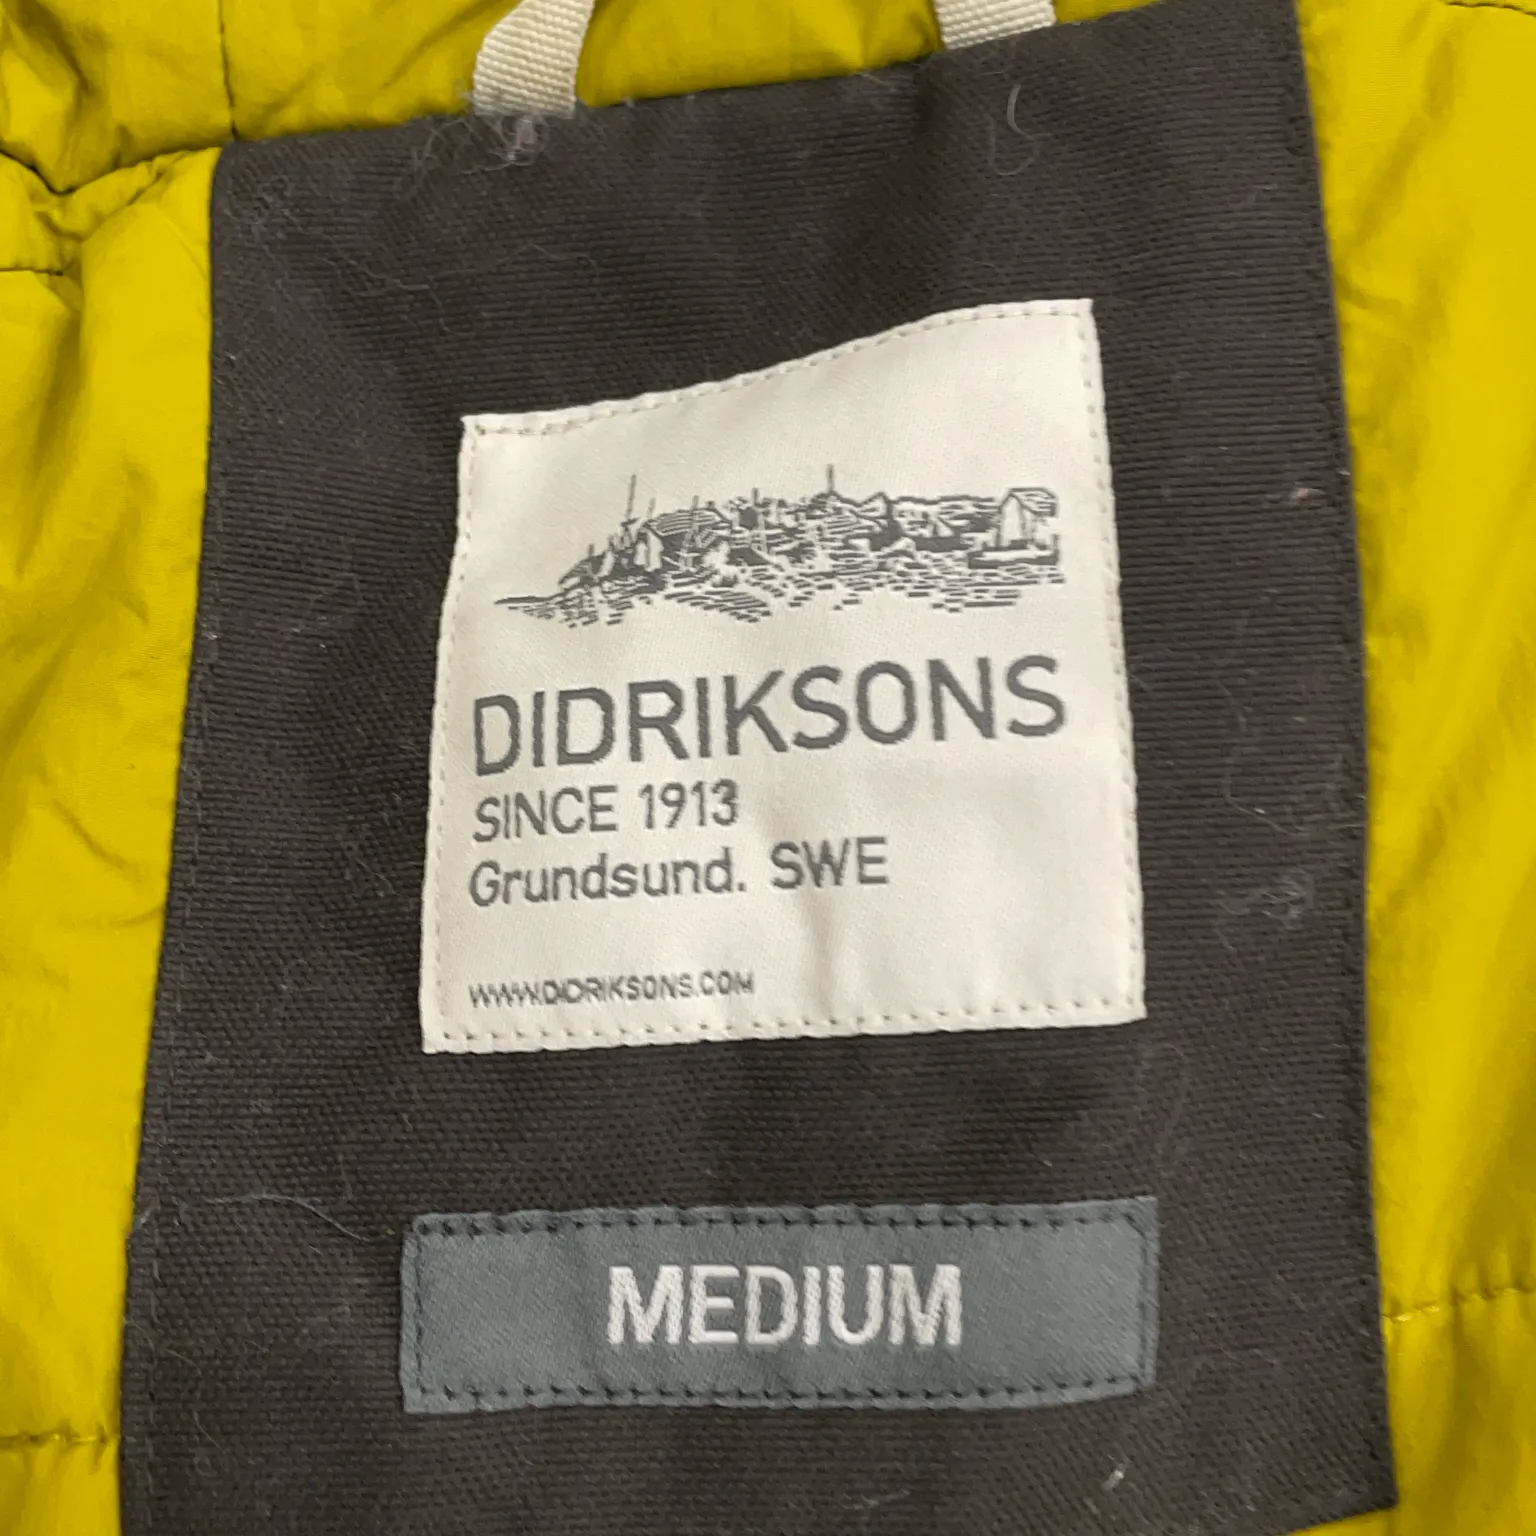 DIDRIKSONS
SINCE 1913
Grundsund. SWE
WWW.DIDRIKSONS.COM
MEDIUM